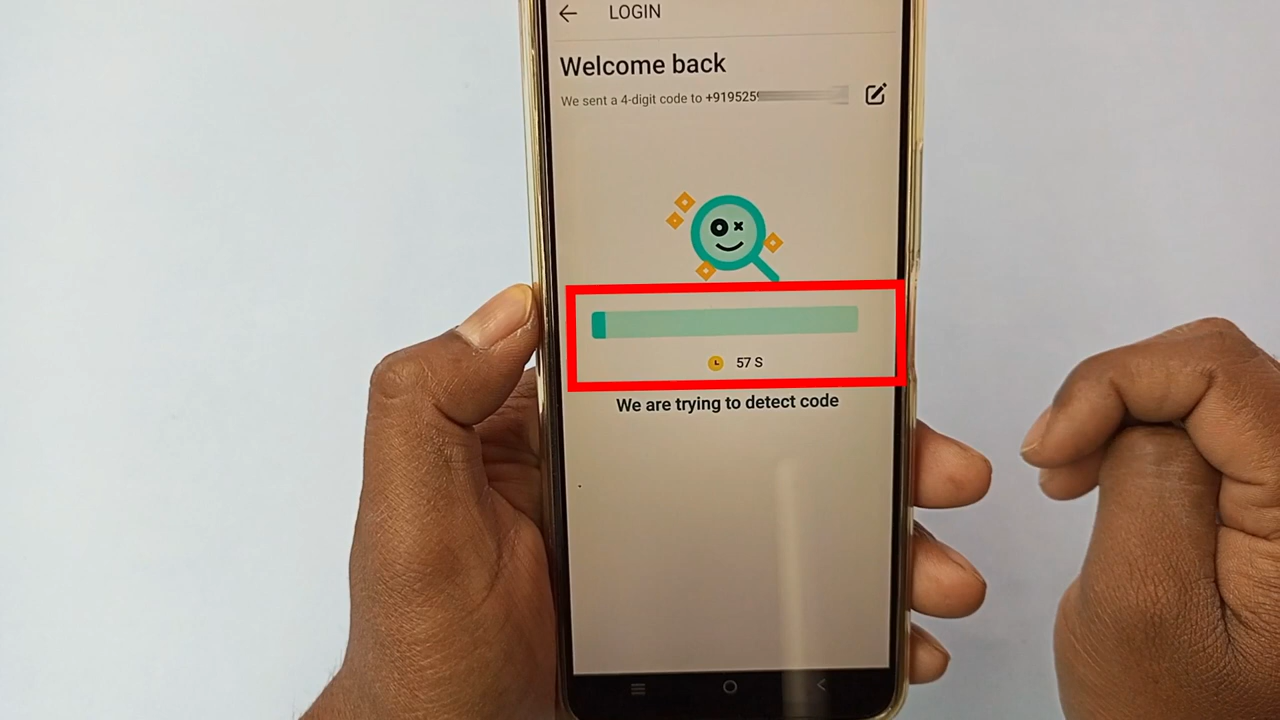 LOGIN
Welcome back
We sent a 4-digit code to +919525
57 S
We are trying to detect code